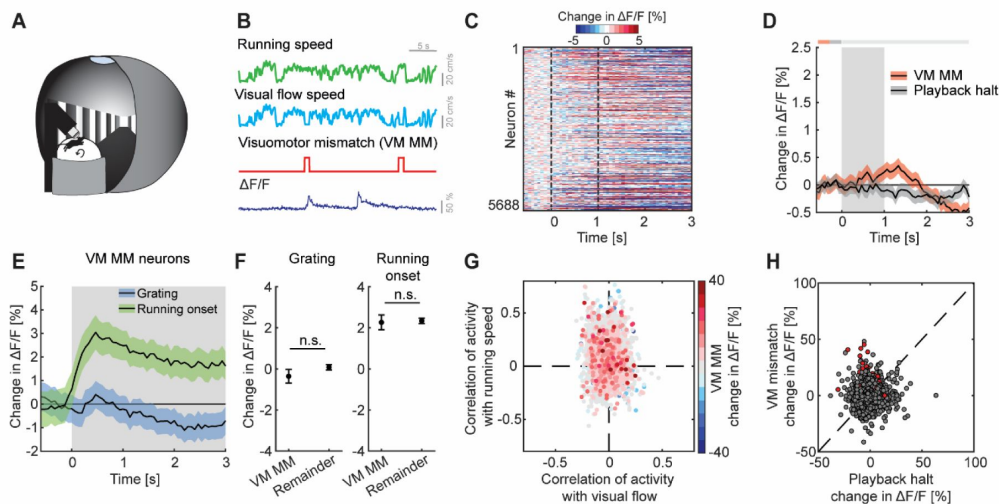 A
B
Running speed
5 s
20 cm/s
Visual flow speed
20 cm/s
Visuomotor mismatch (VM MM)
ΔF/F
50 %
C
Change in ΔF/F [%]
-5 0 5
1
Neuron #
5688
0 1 2 3
Time [s]
D
2.5
2
1.5
1
0.5
0
-0.5
Change in ΔF/F [%]
VM MM
Playback halt
0 1 2 3
Time [s]
E
VM MM neurons
5
4
3
2
1
0
-1
-2
Change in ΔF/F [%]
Grating
Running onset
0 1 2 3
Time [s]
F
Grating
Running
onset
Change in ΔF/F [%]
4
2
0
-2
-4
n.s.
VM MM
Remainder
4
2
0
-2
-4
n.s.
VM MM
Remainder
G
Correlation of activity
with running speed
0.5
0
-0.5
-0.5 0 0.5
Correlation of activity
with visual flow
40
-40
VM MM
change in ΔF/F [%]
H
VM mismatch
change in ΔF/F [%]
100
50
0
-50
-50 0 50 100
Playback halt
change in ΔF/F [%]